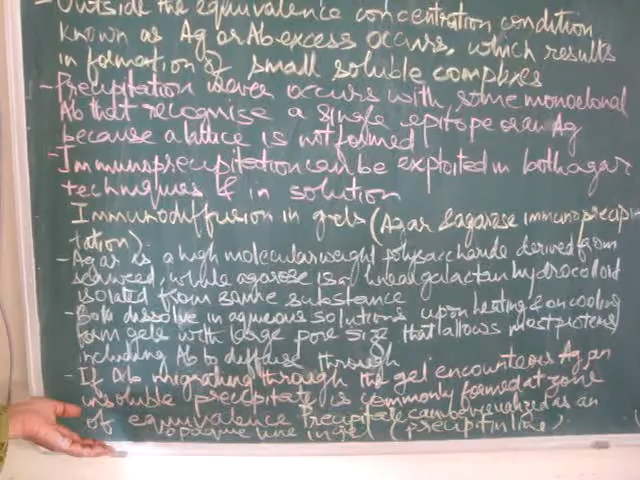 - Outside the equivalence concentration condition
known as Ag or Ab excess occurs, which results
in formation of small soluble complexes
- Precipitation never occurs with some monoclonal
Ab that recognise a single epitope over an Ag
because a lattice is not formed
- Immunoprecipitation can be exploited in both agar
techniques & in solution
Immunodiffusion in gels (Agar & agarose immunoprecipi
tation)
- Agar is a high molecular weight polysaccharide derived from
seaweed, while agarose is a linear galactan hydrocolloid
isolated from same substance
- Both dissolve in aqueous solutions upon heating & on cooling
form gels with large pore size that allows most proteins
including Ab to diffuse through
- If Ab migrating through the gel encounters Ag, an
insoluble precipitate is commonly formed at zone
of equivalence Precipitate can be visualized as an
opaque line in gel (precipitin line).